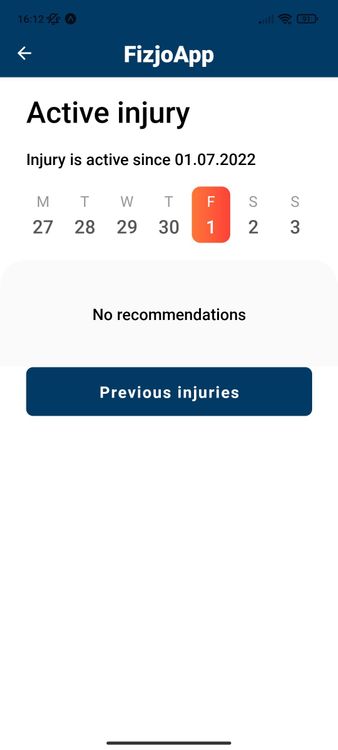 16:12
FizjoApp
Active injury
Injury is active since 01.07.2022
M T W T F S S
27 28 29 30 1 2 3
No recommendations
Previous injuries